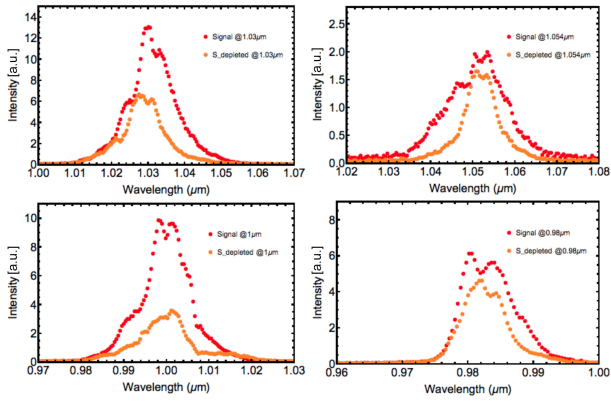 14
12
10
8
6
4
2
0
Intensity [a.u.]
Signal @1.03μm
S_depleted @1.03μm
1.00 1.01 1.02 1.03 1.04 1.05 1.06 1.07
Wavelength (μm)
2.5
2.0
1.5
1.0
0.5
0.0
Intensity [a.u.]
Signal @1.054μm
S_depleted @1.054μm
1.02 1.03 1.04 1.05 1.06 1.07 1.08
Wavelength (μm)
10
8
6
4
2
0
Intensity [a.u.]
Signal @1μm
S_depleted @1μm
0.97 0.98 0.99 1.00 1.01 1.02 1.03
Wavelength (μm)
8
6
4
2
0
Intensity [a.u.]
Signal @0.98μm
S_depleted @0.98μm
0.96 0.97 0.98 0.99 1.00
Wavelength (μm)